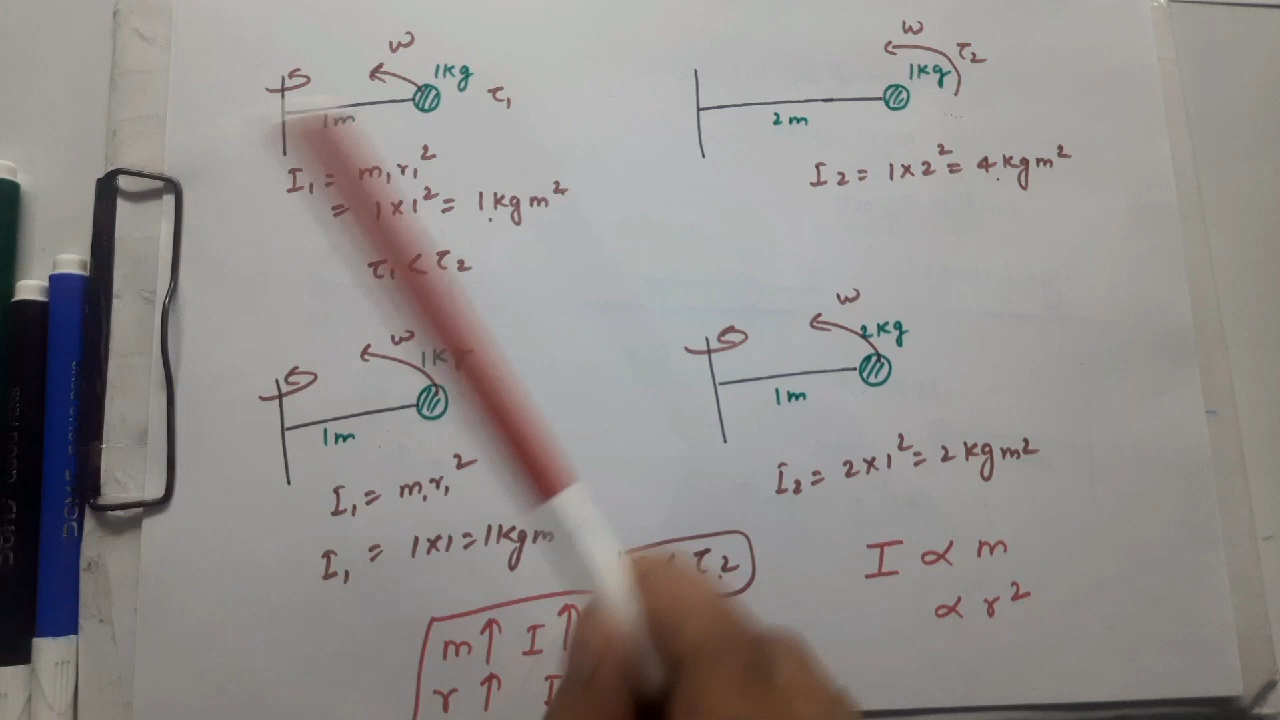 ω
1kg
τ₁
1m
I₁ = m₁r₁²
= 1×1² = 1kgm²
τ₁ < τ₂
ω
τ₂
1kg
2m
I₂ = 1×2² = 4kgm²
ω
1m
I₁ = m₁r₁²
I₁ = 1×1 = 1kgm
ω
2kg
1m
I₂ = 2×1² = 2kgm²
τ₂
I ∝ m
∝ r²
m↑ I↑
r↑ I